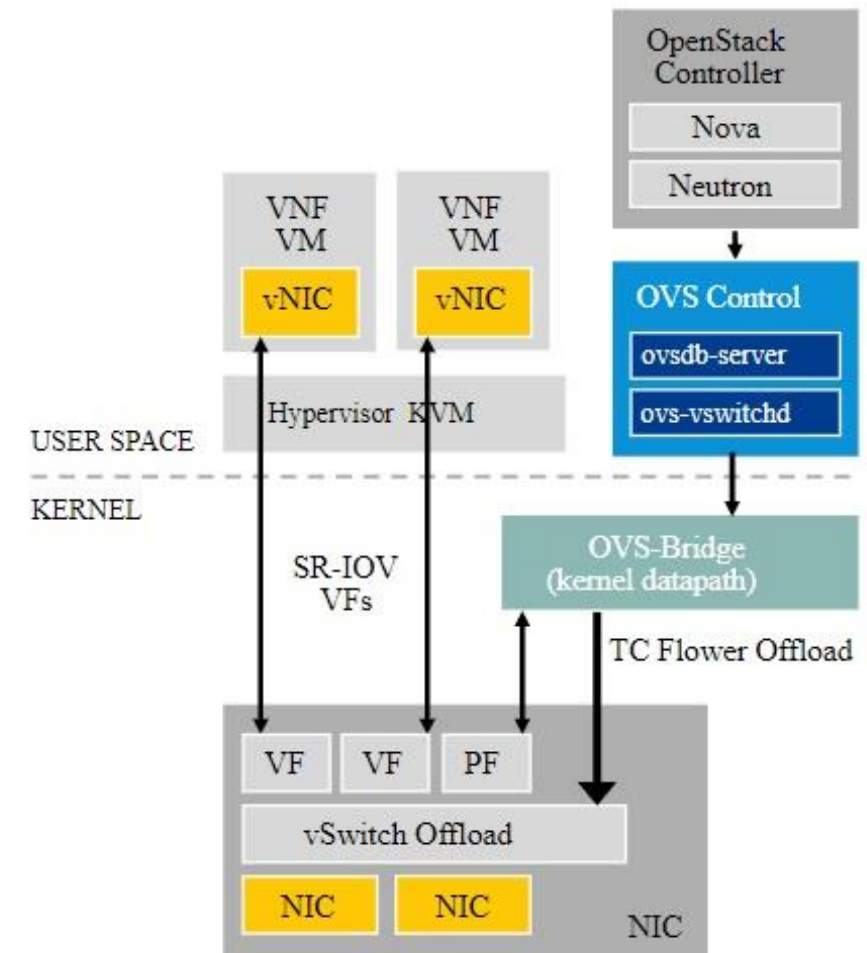 OpenStack
Controller
Nova
Neutron
VNF
VM
vNIC
VNF
VM
vNIC
OVS Control
ovsdb-server
ovs-vswitchd
Hypervisor KVM
USER SPACE
KERNEL
SR-IOV
VFs
OVS-Bridge
(kernel datapath)
TC Flower Offload
VF
VF
PF
vSwitch Offload
NIC
NIC
NIC